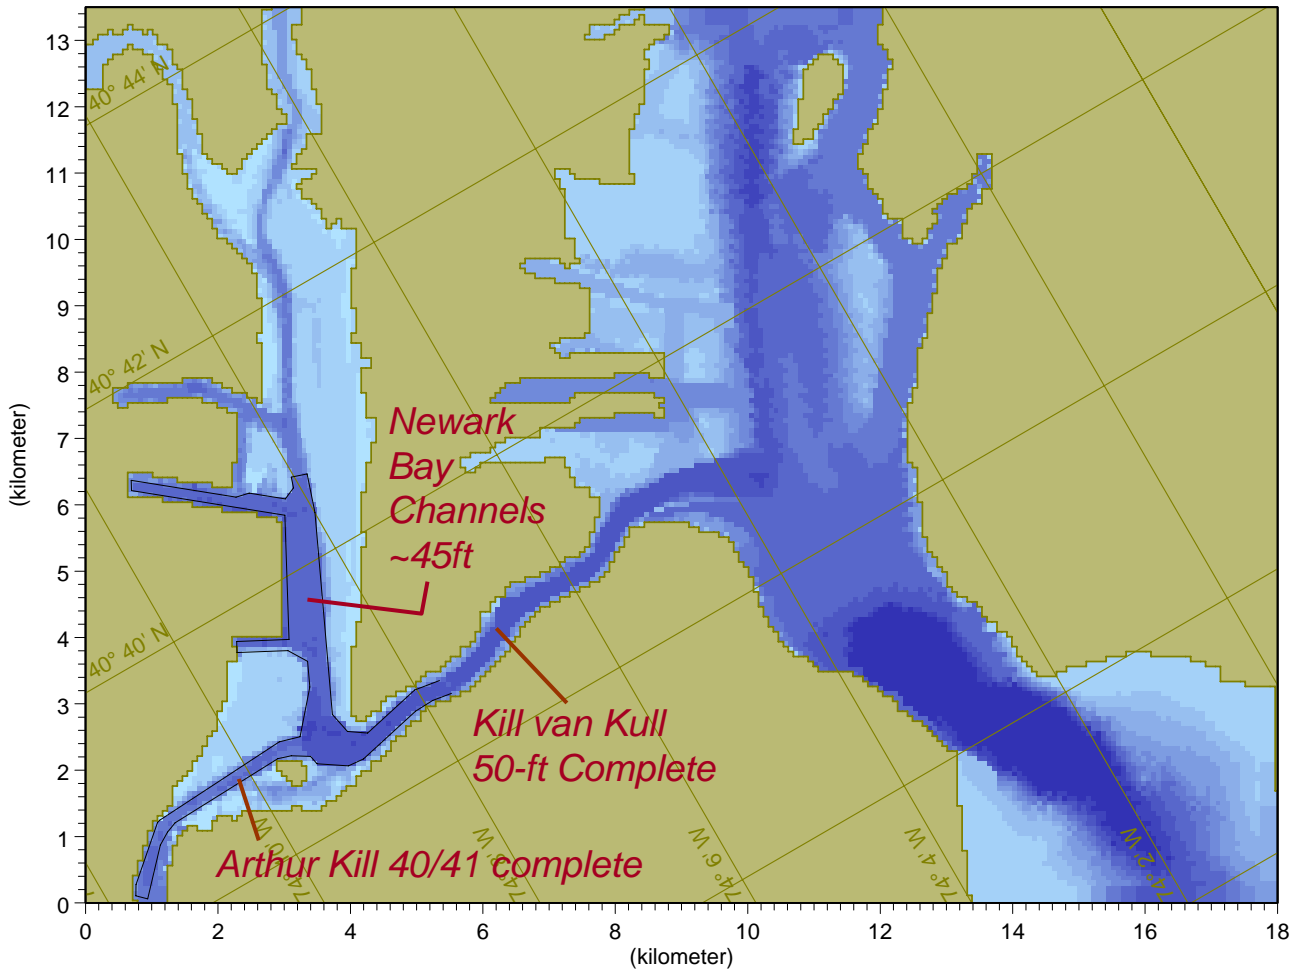 13
12
11
10
9
8
7
6
5
4
3
2
1
0
(kilometer)
40° 44' N
40° 42' N
40° 40' N
Newark
Bay
Channels
~45ft
Kill van Kull
50-ft Complete
Arthur Kill 40/41 complete
74° 6' W
74° 4' W
74° 2' W
0 2 4 6 8 10 12 14 16 18
(kilometer)